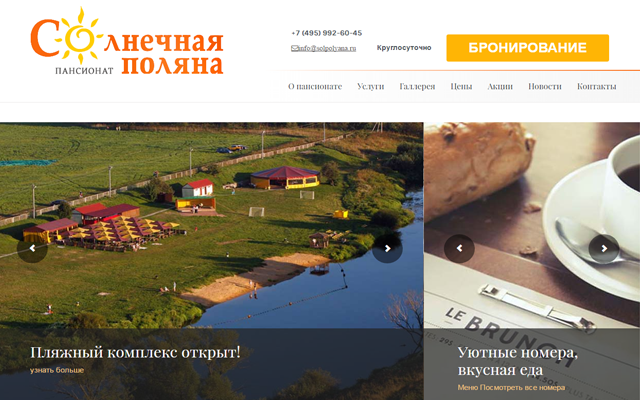 Солнечная
ПАНСИОНАТ поляна
+7 (495) 992-60-45
info@solpolyana.ru Круглосуточно
БРОНИРОВАНИЕ
О пансионате Услуги Галлерея Цены Акции Новости Контакты
LE BRUNCH
Пляжный комплекс открыт!
узнать больше
Уютные номера,
вкусная еда
Меню Посмотреть все номера